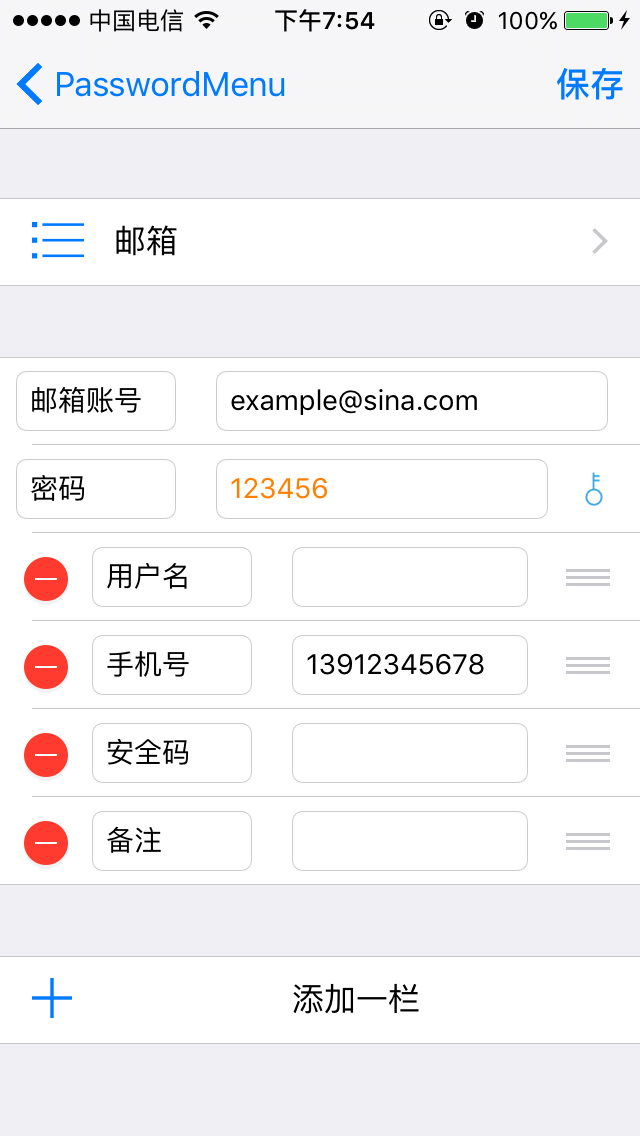 中国电信 下午7:54 100%
PasswordMenu 保存
邮箱
邮箱账号 example@sina.com
密码 123456
用户名
手机号 13912345678
安全码
备注
添加一栏